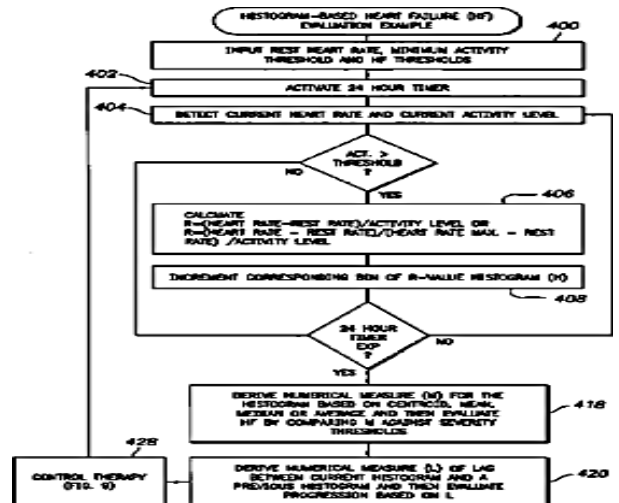 HISTOGRAM-BASED HEART FAILURE (HF)
EVALUATION EXAMPLE
400
INPUT REST HEART RATE, MINIMUM ACTIVITY
THRESHOLD AND HF THRESHOLDS
402
ACTIVATE 24 HOUR TIMER
404
DETECT CURRENT HEART RATE AND CURRENT ACTIVITY LEVEL
ACT. >
THRESHOLD
?
NO
YES
406
CALCULATE
R=(HEART RATE-REST RATE)/ACTIVITY LEVEL OR
R=(HEART RATE - REST RATE)/(HEART RATE MAX. - REST
RATE) /ACTIVITY LEVEL
INCREMENT CORRESPONDING BIN OF R-VALUE HISTOGRAM (H)
408
24 HOUR
TIMER
EXP
?
NO
YES
DERIVE NUMERICAL MEASURE (M) FOR THE
HISTOGRAM BASED ON CENTROID, MEAN,
MEDIAN OR AVERAGE AND THEN EVALUATE
HF BY COMPARING M AGAINST SEVERITY
THRESHOLDS
418
428
CONTROL THERAPY
(FIG. 9)
DERIVE NUMERICAL MEASURE (L) OF LAG
BETWEEN CURRENT HISTOGRAM AND A
PREVIOUS HISTOGRAM AND THEN EVALUATE
PROGRESSION BASED ON L
420